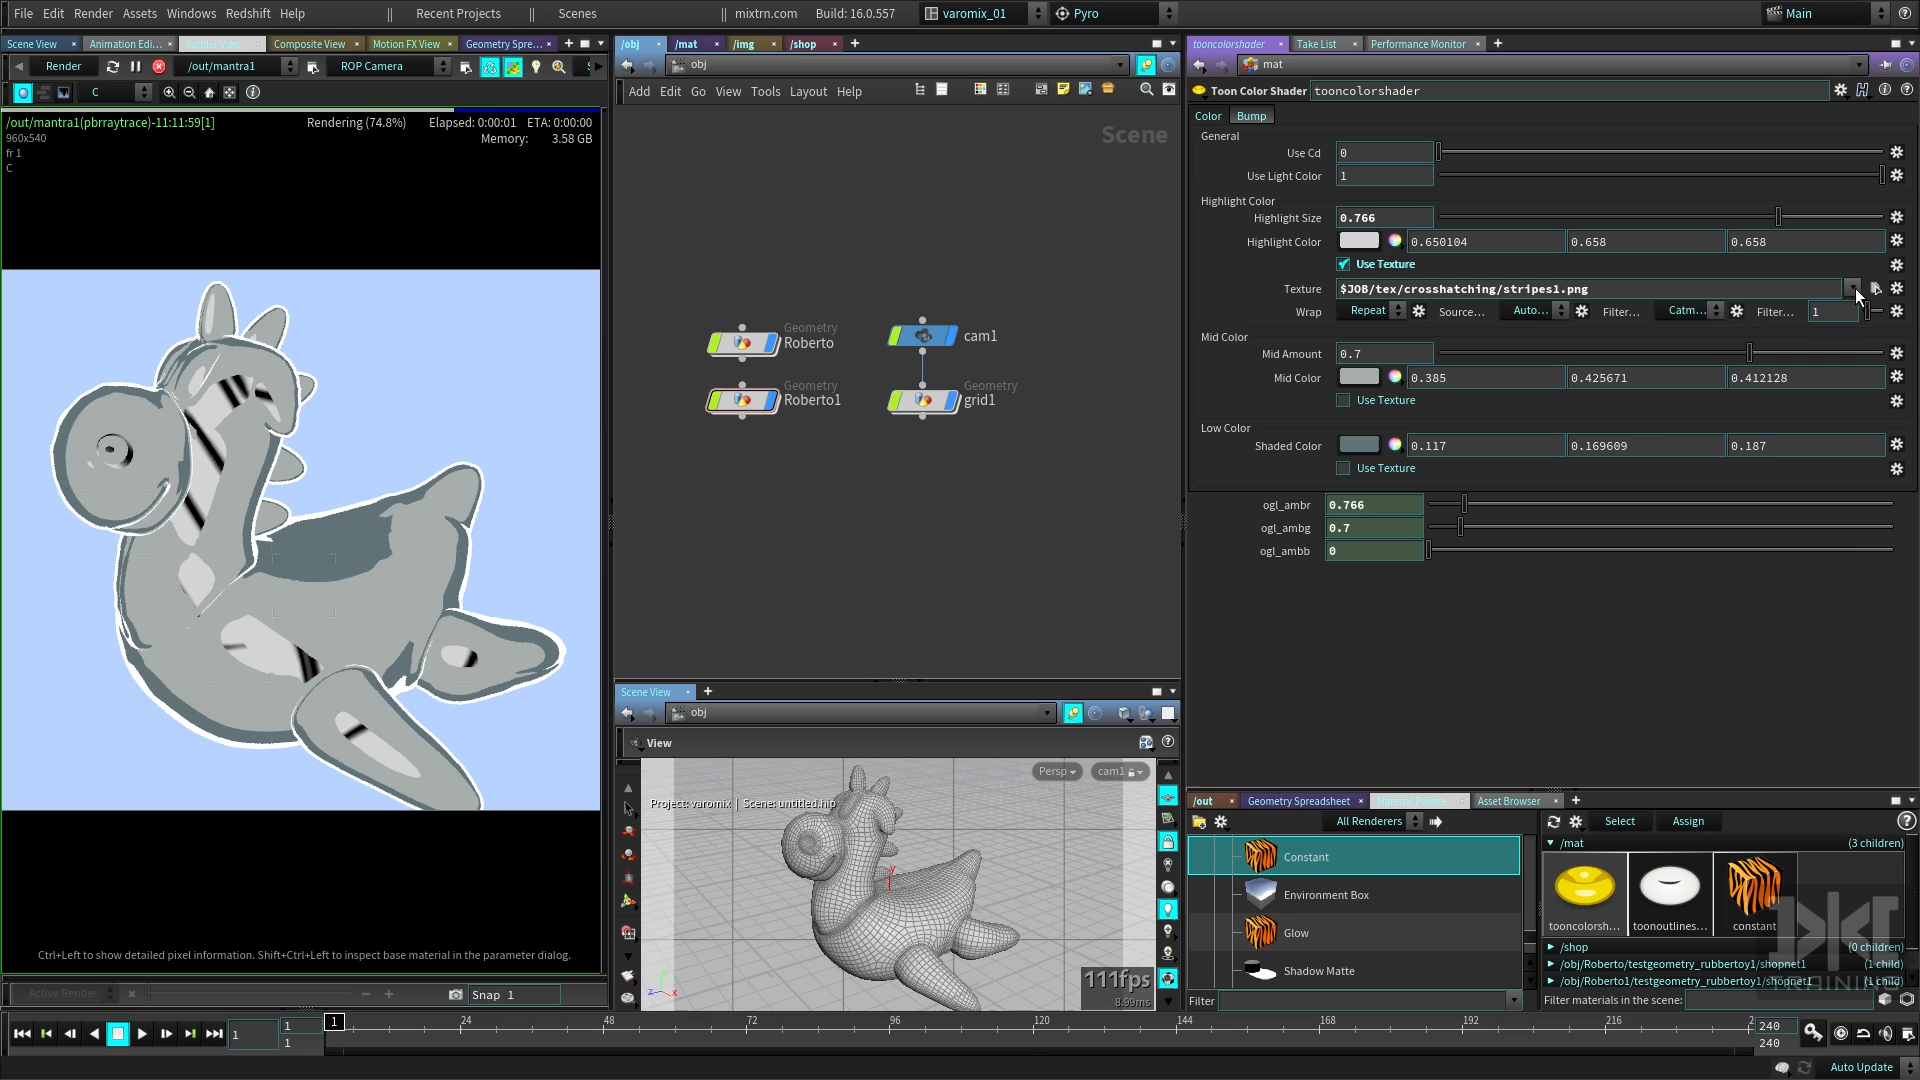 File Edit Render Assets Windows Redshift Help Recent Projects Scenes mixtrn.com Build: 16.0.557 varomix_01 Pyro Main
Scene View Animation Edi... Render View Composite View Motion FX View Geometry Spre...
Render /out/mantra1 ROP Camera
C
/out/mantra1(pbrraytrace)-11:11:59[1] Rendering (74.8%) Elapsed: 0:00:01 ETA: 0:00:00
960x540 Memory: 3.58 GB
fr 1
C
Ctrl+Left to show detailed pixel information. Shift+Ctrl+Left to inspect base material in the parameter dialog.
Active Render Snap 1
/obj /mat /img /shop
obj
Add Edit Go View Tools Layout Help
Scene
Geometry
Roberto
cam1
Geometry
Roberto1
Geometry
grid1
Scene View
obj
View
Persp cam1
Project: varomix | Scene: untitled.hip
111fps
8.99ms
tooncolorshader Take List Performance Monitor
mat
Toon Color Shader tooncolorshader
Color Bump
General
Use Cd 0
Use Light Color 1
Highlight Color
Highlight Size 0.766
Highlight Color 0.650104 0.658 0.658
Use Texture
Texture $JOB/tex/crosshatching/stripes1.png
Wrap Repeat Source... Auto... Filter... Catm... Filter... 1
Mid Color
Mid Amount 0.7
Mid Color 0.385 0.425671 0.412128
Use Texture
Low Color
Shaded Color 0.117 0.169609 0.187
Use Texture
ogl_ambr 0.766
ogl_ambg 0.7
ogl_ambb 0
/out Geometry Spreadsheet Material Palette Asset Browser
All Renderers Select Assign
Constant
Environment Box
Glow
Shadow Matte
Filter
/mat (3 children)
tooncolorsh... toonoutlines... constant
/shop (0 children)
/obj/Roberto/testgeometry_rubbertoy1/shopnet1 (1 child)
/obj/Roberto1/testgeometry_rubbertoy1/shopnet1 (1 child)
TRAINING
Filter materials in the scene:
1 1 1 1 24 48 72 96 120 144 168 192 216 2 240 240
Auto Update